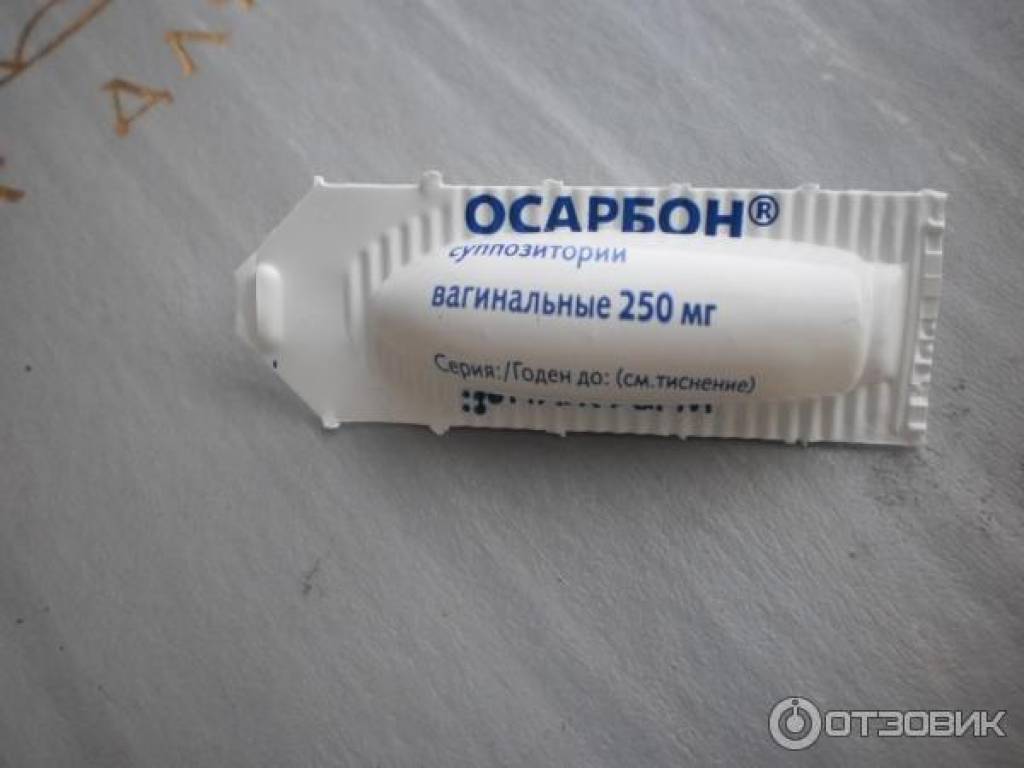 ОСАРБОН®
суппозитории
вагинальные 250 мг
Серия:/Годен до: (см.тиснение)
ОТЗОВИК